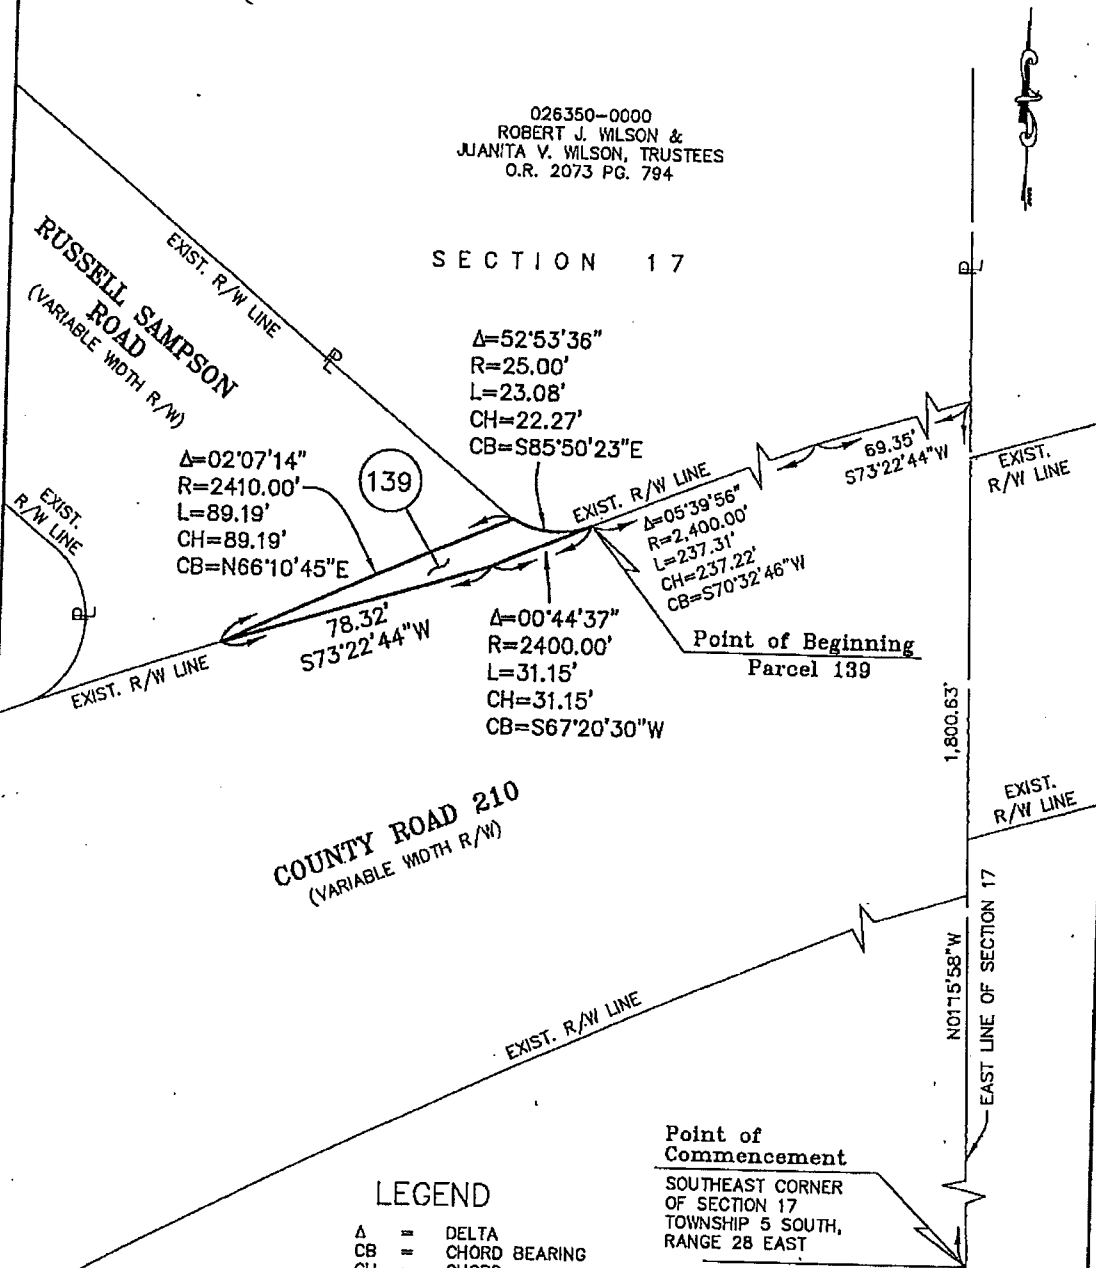 026350-0000
ROBERT J. WILSON &
JUANITA V. WILSON, TRUSTEES
O.R. 2073 PG. 794
SECTION 17
RUSSELL SAMPSON
ROAD
(VARIABLE WIDTH R/W)
EXIST. R/W LINE
PL
PL
Δ=52°53'36"
R=25.00'
L=23.08'
CH=22.27'
CB=S85°50'23"E
Δ=02°07'14"
R=2410.00'
L=89.19'
CH=89.19'
CB=N66°10'45"E
139
EXIST.
R/W LINE
PL
EXIST. R/W LINE
EXIST. R/W LINE
69.35'
S73°22'44"W
EXIST.
R/W LINE
Δ=05°39'56"
R=2,400.00'
L=237.31'
CH=237.22'
CB=S70°32'46"W
78.32'
S73°22'44"W
Δ=00°44'37"
R=2400.00'
L=31.15'
CH=31.15'
CB=S67°20'30"W
Point of Beginning
Parcel 139
1,800.63'
COUNTY ROAD 210
(VARIABLE WIDTH R/W)
EXIST.
R/W LINE
EXIST. R/W LINE
N01°15'58"W
EAST LINE OF SECTION 17
Point of
Commencement
SOUTHEAST CORNER
OF SECTION 17
TOWNSHIP 5 SOUTH,
RANGE 28 EAST
LEGEND
Δ = DELTA
CB = CHORD BEARING
CH = CHORD